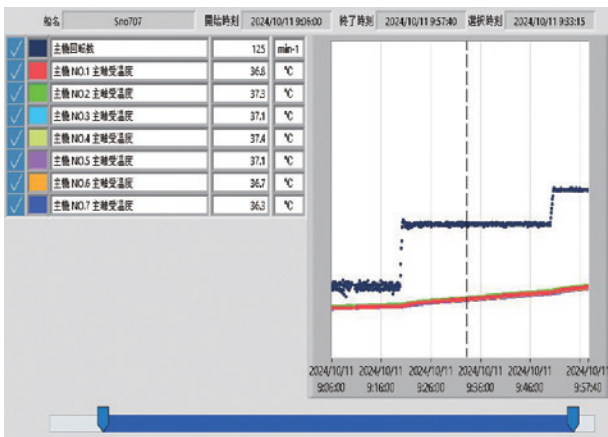 船名 Sno707 開始時刻 2024/10/11 9:06:00 終了時刻 2024/10/11 9:57:40 選択時刻 2024/10/11 9:33:15
主機回転数 125 min-1
主機 NO.1 主軸受温度 36.8 ℃
主機 NO.2 主軸受温度 37.3 ℃
主機 NO.3 主軸受温度 37.1 ℃
主機 NO.4 主軸受温度 37.4 ℃
主機 NO.5 主軸受温度 37.1 ℃
主機 NO.6 主軸受温度 36.7 ℃
主機 NO.7 主軸受温度 36.3 ℃
2024/10/11 2024/10/11 2024/10/11 2024/10/11 2024/10/11 2024/10/11
9:06:00 9:16:00 9:26:00 9:36:00 9:46:00 9:57:40